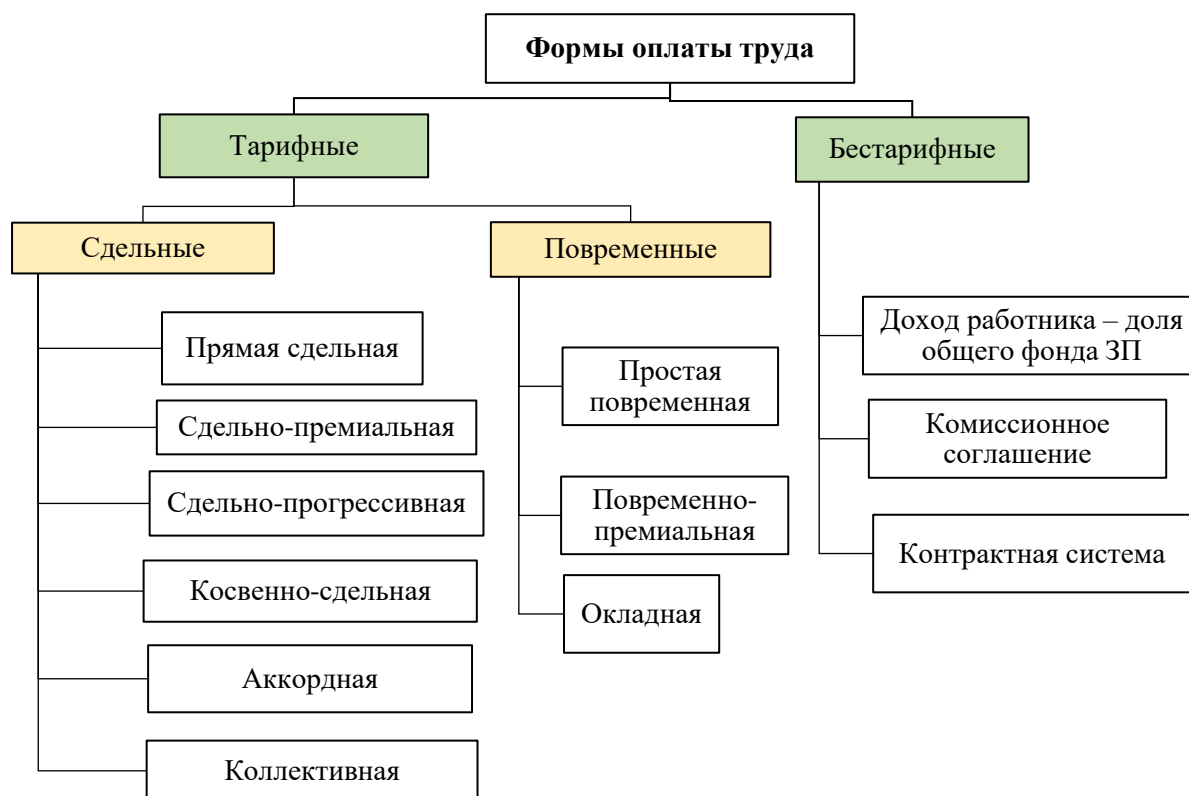 Формы оплаты труда
Тарифные
Бестарифные
Сдельные
Повременные
Прямая сдельная
Сдельно-премиальная
Сдельно-прогрессивная
Косвенно-сдельная
Аккордная
Коллективная
Простая
повременная
Повременно-
премиальная
Окладная
Доход работника – доля
общего фонда ЗП
Комиссионное
соглашение
Контрактная система